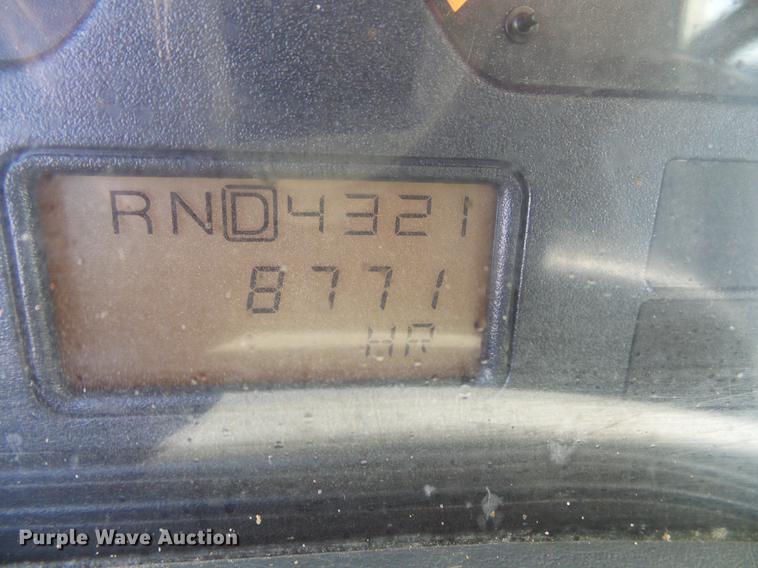 RND4321
8771
HR
Purple Wave Auction